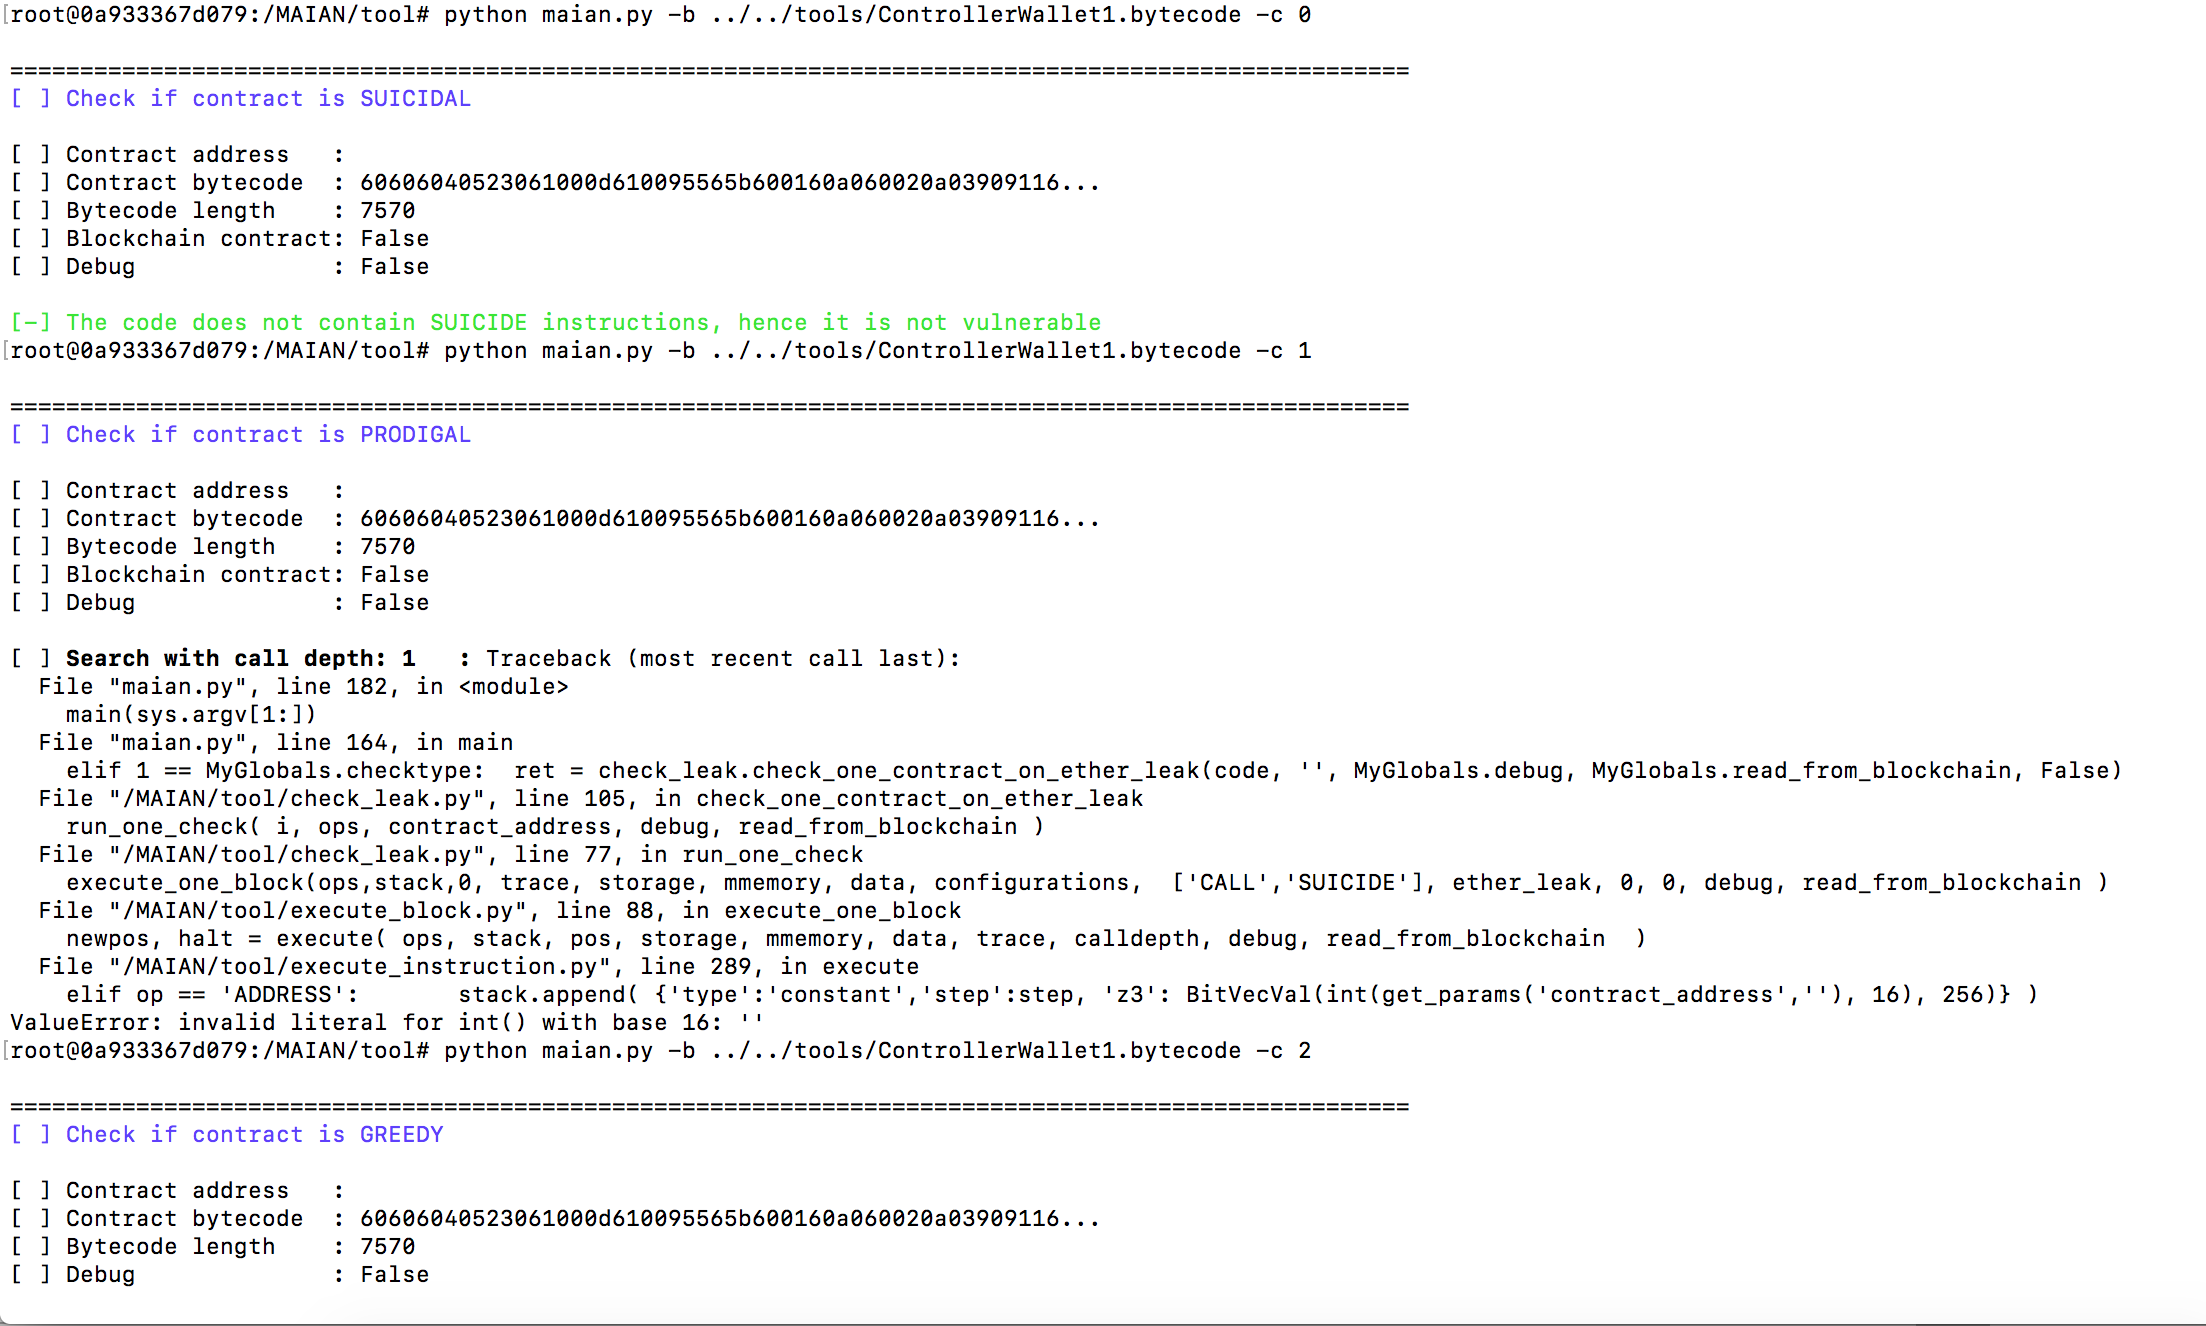 [root@0a933367d079:/MAIAN/tool# python maian.py -b ../../tools/ControllerWallet1.bytecode -c 0
====================================================================================================
[ ] Check if contract is SUICIDAL
[ ] Contract address   :
[ ] Contract bytecode  : 60606040523061000d610095565b600160a060020a03909116...
[ ] Bytecode length    : 7570
[ ] Blockchain contract: False
[ ] Debug              : False
[-] The code does not contain SUICIDE instructions, hence it is not vulnerable
[root@0a933367d079:/MAIAN/tool# python maian.py -b ../../tools/ControllerWallet1.bytecode -c 1
====================================================================================================
[ ] Check if contract is PRODIGAL
[ ] Contract address   :
[ ] Contract bytecode  : 60606040523061000d610095565b600160a060020a03909116...
[ ] Bytecode length    : 7570
[ ] Blockchain contract: False
[ ] Debug              : False
[ ] Search with call depth: 1   : Traceback (most recent call last):
  File "maian.py", line 182, in <module>
    main(sys.argv[1:])
  File "maian.py", line 164, in main
    elif 1 == MyGlobals.checktype:  ret = check_leak.check_one_contract_on_ether_leak(code, '', MyGlobals.debug, MyGlobals.read_from_blockchain, False)
  File "/MAIAN/tool/check_leak.py", line 105, in check_one_contract_on_ether_leak
    run_one_check( i, ops, contract_address, debug, read_from_blockchain )
  File "/MAIAN/tool/check_leak.py", line 77, in run_one_check
    execute_one_block(ops,stack,0, trace, storage, mmemory, data, configurations,  ['CALL','SUICIDE'], ether_leak, 0, 0, debug, read_from_blockchain )
  File "/MAIAN/tool/execute_block.py", line 88, in execute_one_block
    newpos, halt = execute( ops, stack, pos, storage, mmemory, data, trace, calldepth, debug, read_from_blockchain  )
  File "/MAIAN/tool/execute_instruction.py", line 289, in execute
    elif op == 'ADDRESS':       stack.append( {'type':'constant','step':step, 'z3': BitVecVal(int(get_params('contract_address',''), 16), 256)} )
ValueError: invalid literal for int() with base 16: ''
[root@0a933367d079:/MAIAN/tool# python maian.py -b ../../tools/ControllerWallet1.bytecode -c 2
====================================================================================================
[ ] Check if contract is GREEDY
[ ] Contract address   :
[ ] Contract bytecode  : 60606040523061000d610095565b600160a060020a03909116...
[ ] Bytecode length    : 7570
[ ] Debug              : False